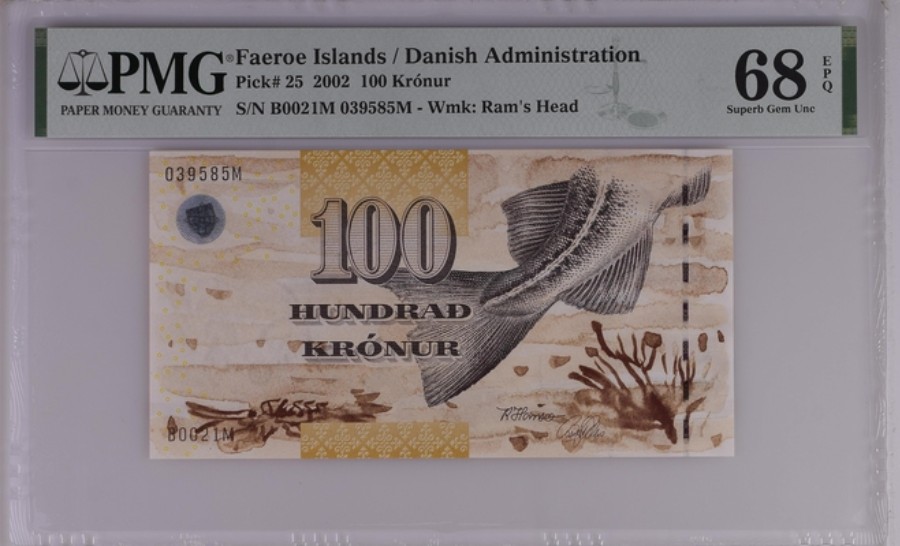 PMG®
PAPER MONEY GUARANTY
Faeroe Islands / Danish Administration
Pick# 25 2002 100 Krónur
S/N B0021M 039585M - Wmk: Ram's Head
68
EPQ
Superb Gem Unc
039585M
100
HUNDRAÐ
KRÓNUR
B0021M